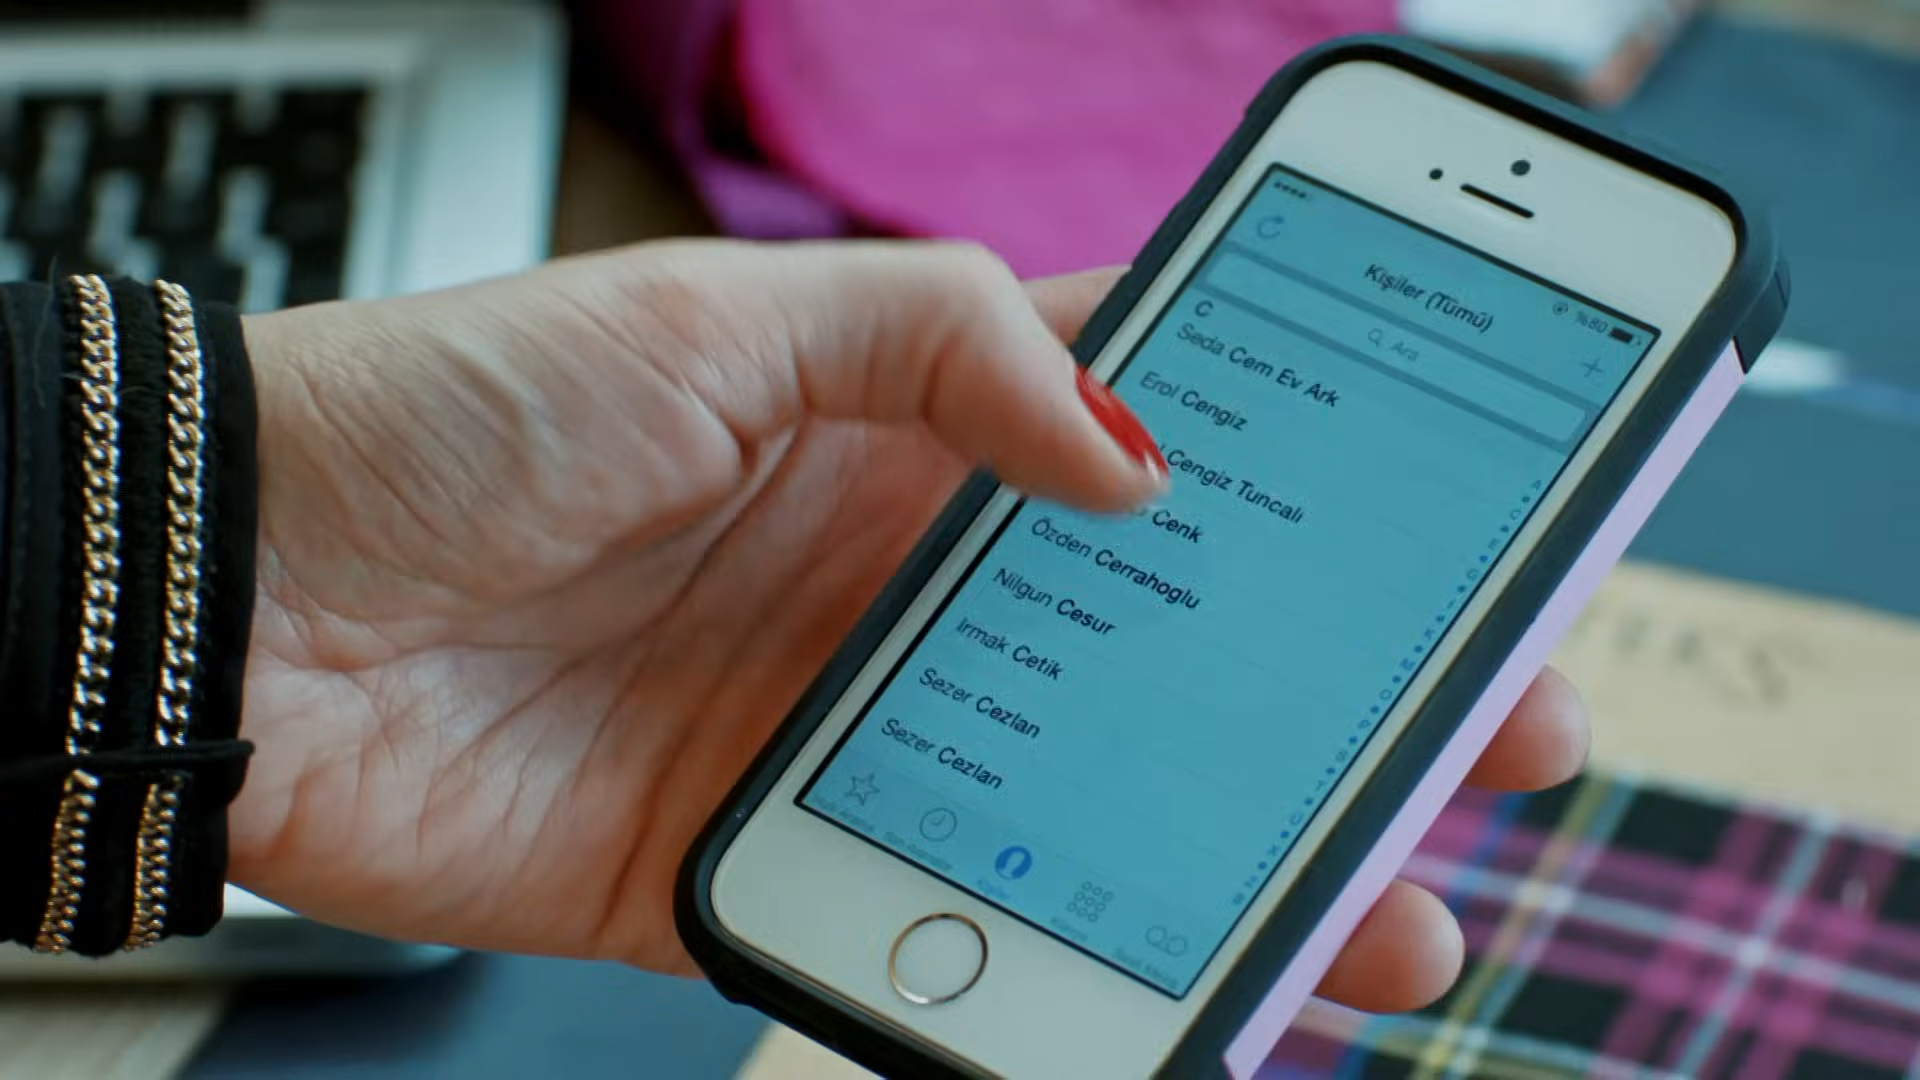 %80
Kişiler (Tümü)
Ara
C
Seda Cem Ev Ark
Erol Cengiz
Cengiz Tuncalı
Cenk
Özden Cerrahoglu
Nilgun Cesur
Irmak Cetik
Sezer Cezlan
Sezer Cezlan